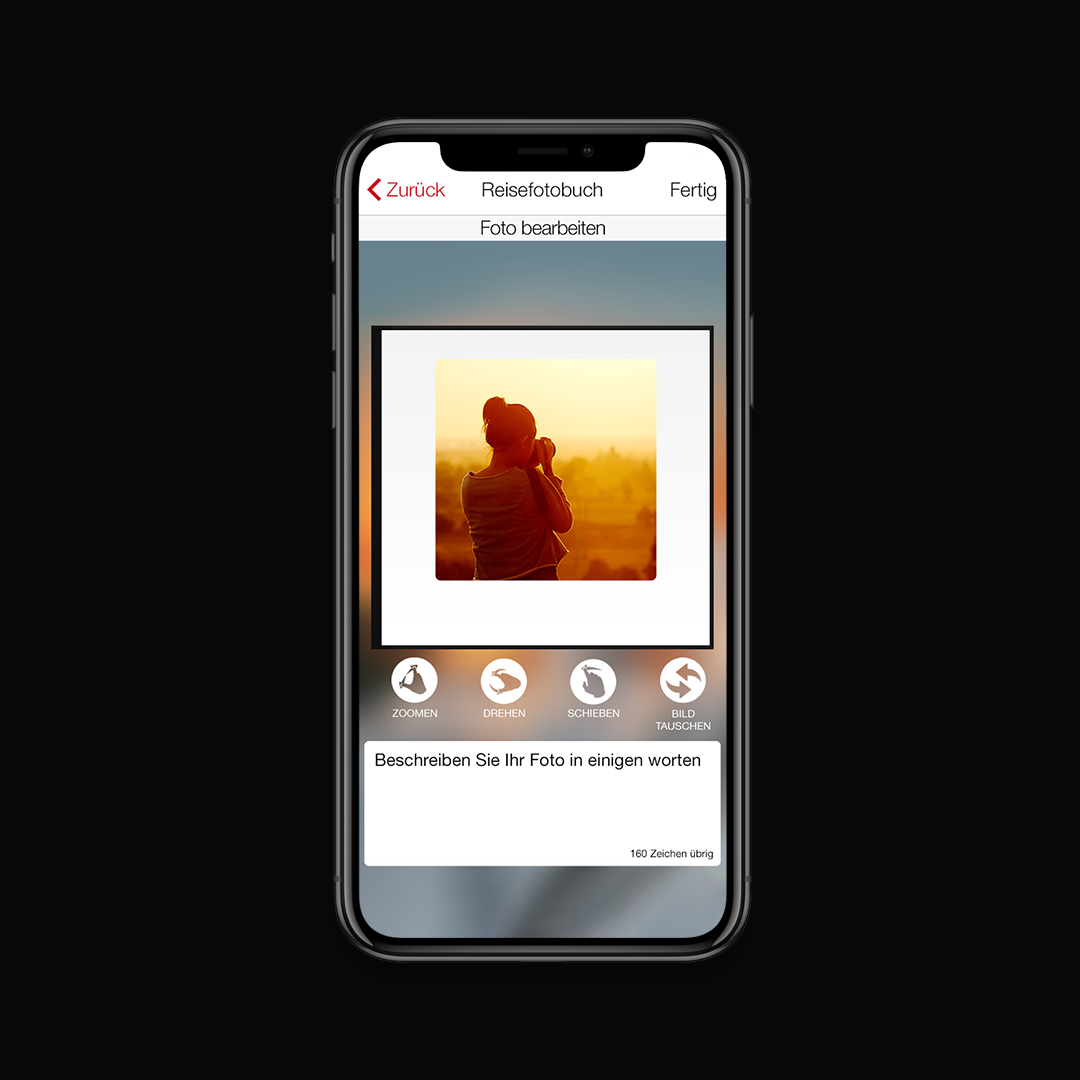 Zurück Reisefotobuch Fertig
Foto bearbeiten
ZOOMEN DREHEN SCHIEBEN BILD
TAUSCHEN
Beschreiben Sie Ihr Foto in einigen worten
160 Zeichen übrig